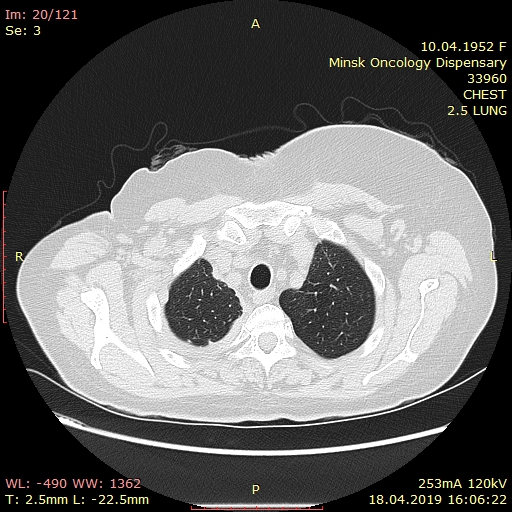 Im: 20/121
Se: 3
A
10.04.1952 F
Minsk Oncology Dispensary
33960
CHEST
2.5 LUNG
R
L
WL: -490 WW: 1362
T: 2.5mm L: -22.5mm
P
253mA 120kV
18.04.2019 16:06:22